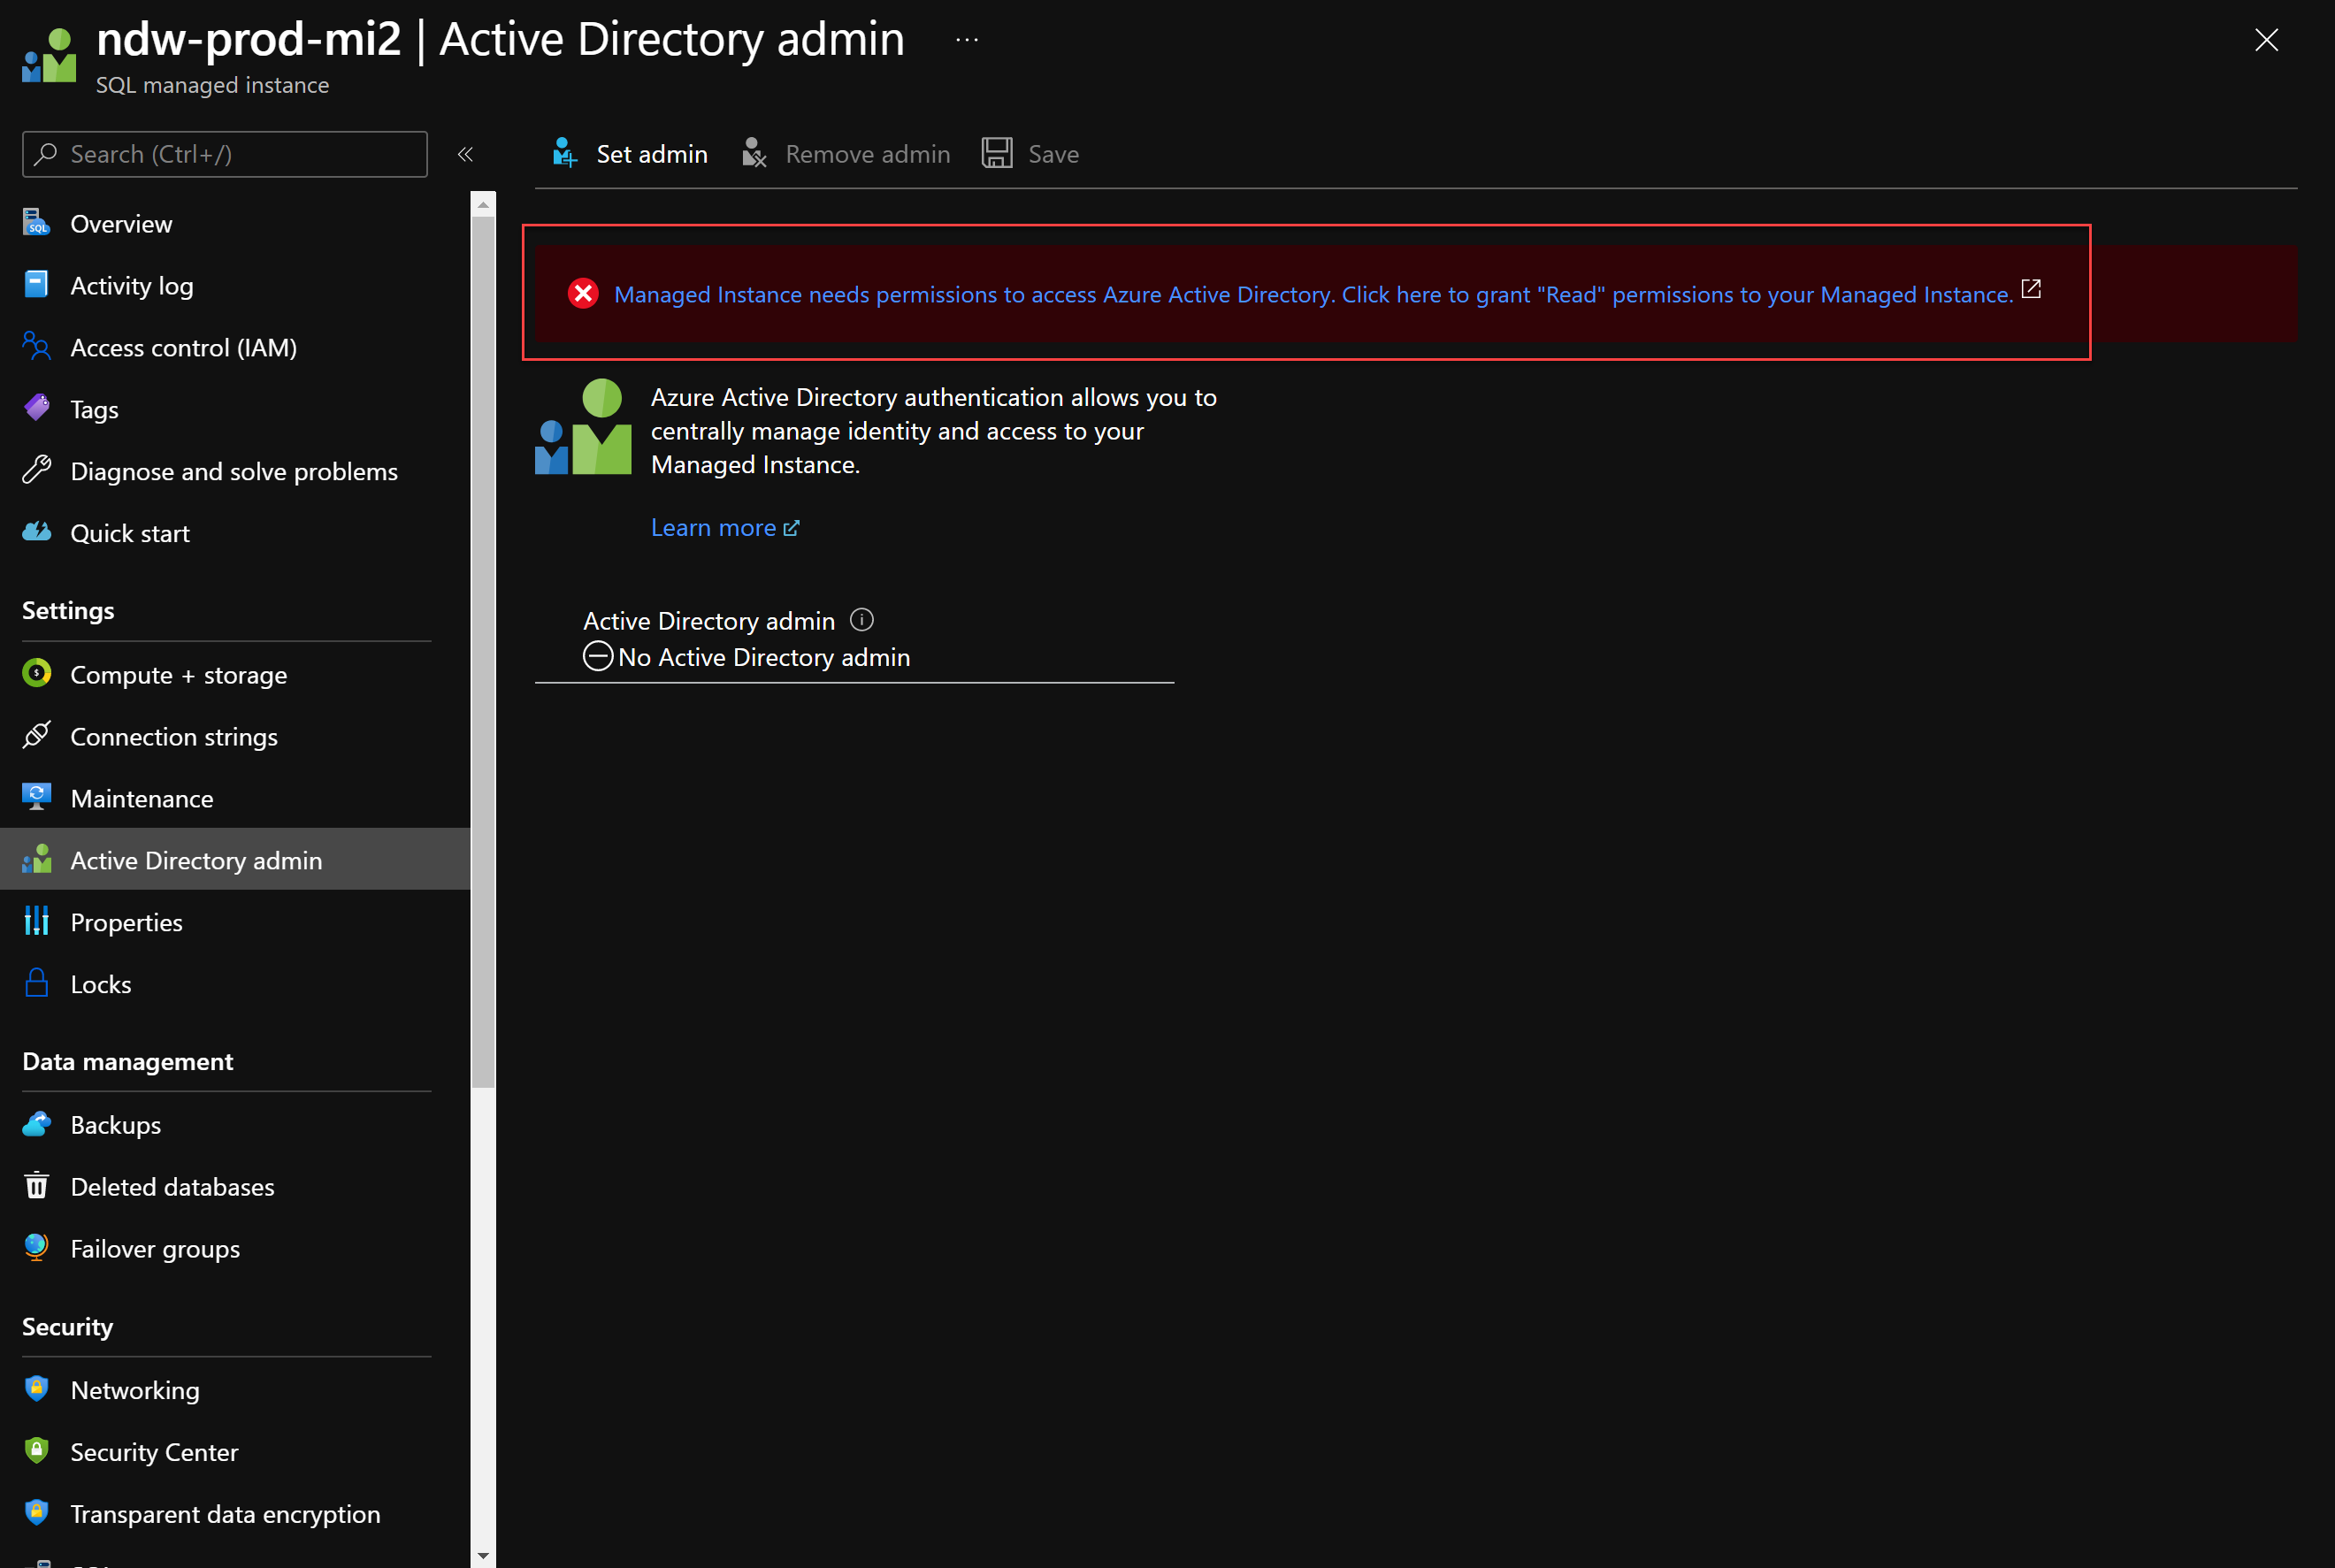 ndw-prod-mi2 | Active Directory admin ...
SQL managed instance
Search (Ctrl+/)
«
Set admin
Remove admin
Save
Overview
Activity log
Access control (IAM)
Tags
Diagnose and solve problems
Quick start
Settings
Compute + storage
Connection strings
Maintenance
Active Directory admin
Properties
Locks
Data management
Backups
Deleted databases
Failover groups
Security
Networking
Security Center
Transparent data encryption
Managed Instance needs permissions to access Azure Active Directory. Click here to grant "Read" permissions to your Managed Instance.
Azure Active Directory authentication allows you to
centrally manage identity and access to your
Managed Instance.
Learn more
Active Directory admin
No Active Directory admin